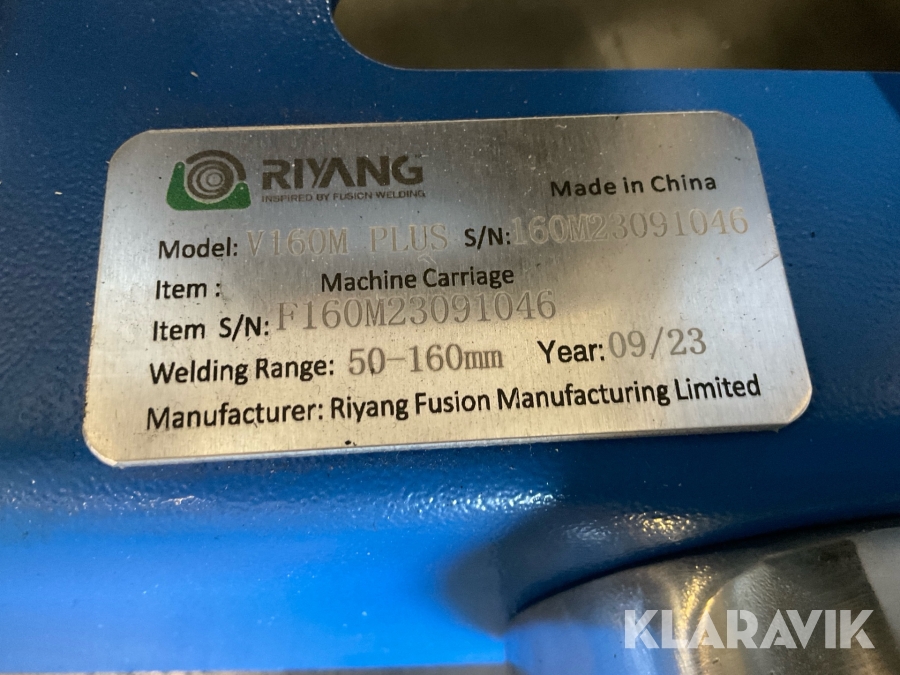 RIYANG
INSPIRED BY FUSION WELDING
Made in China
Model: V160M PLUS S/N: 160M23091046
Item : Machine Carriage
Item S/N: F160M23091046
Welding Range: 50-160mm Year: 09/23
Manufacturer: Riyang Fusion Manufacturing Limited
KLARAVIK